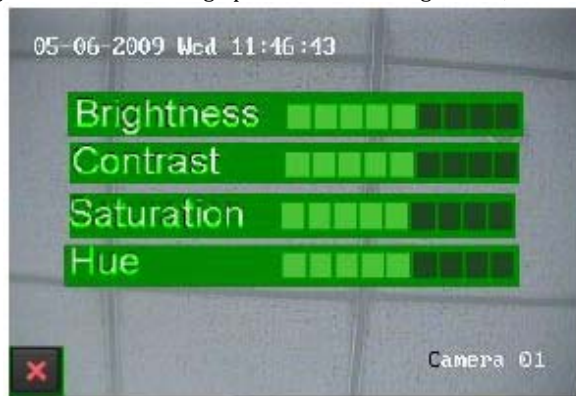 05-06-2009 Wed 11:46:43
Brightness
Contrast
Saturation
Hue
Camera 01